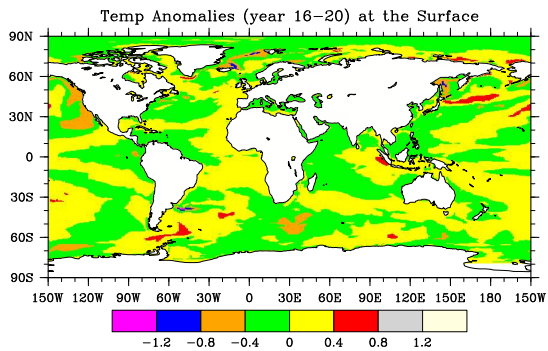 Temp Anomalies (year 16−20) at the Surface
90N
60N
30N
0
30S
60S
90S
150W 120W 90W 60W 30W 0 30E 60E 90E 120E 150E 180 150W
−1.2 −0.8 −0.4 0 0.4 0.8 1.2